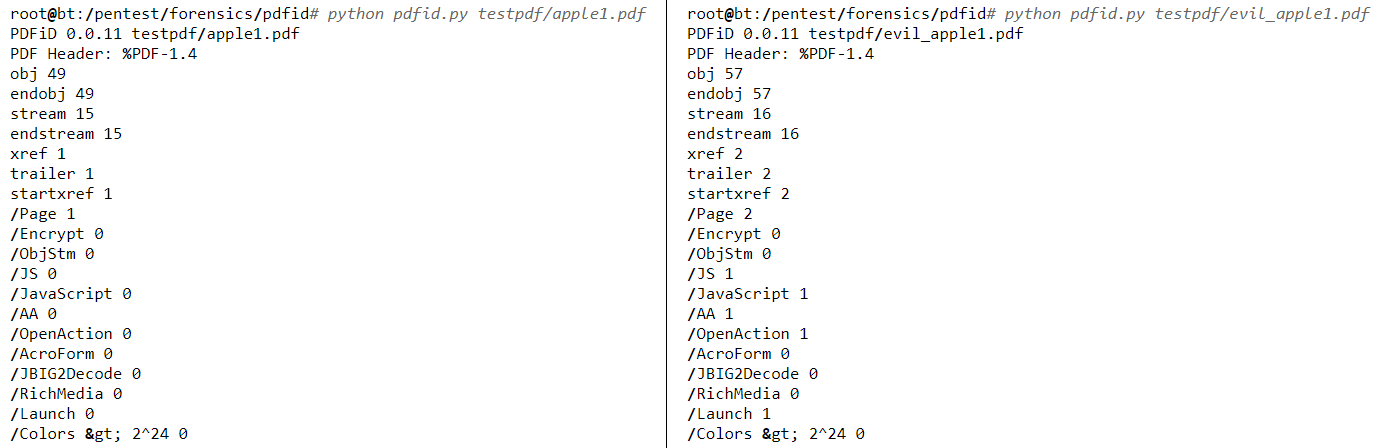 root@bt:/pentest/forensics/pdfid# python pdfid.py testpdf/apple1.pdf
PDFiD 0.0.11 testpdf/apple1.pdf
PDF Header: %PDF-1.4
obj 49
endobj 49
stream 15
endstream 15
xref 1
trailer 1
startxref 1
/Page 1
/Encrypt 0
/ObjStm 0
/JS 0
/JavaScript 0
/AA 0
/OpenAction 0
/AcroForm 0
/JBIG2Decode 0
/RichMedia 0
/Launch 0
/Colors &gt; 2^24 0
root@bt:/pentest/forensics/pdfid# python pdfid.py testpdf/evil_apple1.pdf
PDFiD 0.0.11 testpdf/evil_apple1.pdf
PDF Header: %PDF-1.4
obj 57
endobj 57
stream 16
endstream 16
xref 2
trailer 2
startxref 2
/Page 2
/Encrypt 0
/ObjStm 0
/JS 1
/JavaScript 1
/AA 1
/OpenAction 1
/AcroForm 0
/JBIG2Decode 0
/RichMedia 0
/Launch 1
/Colors &gt; 2^24 0